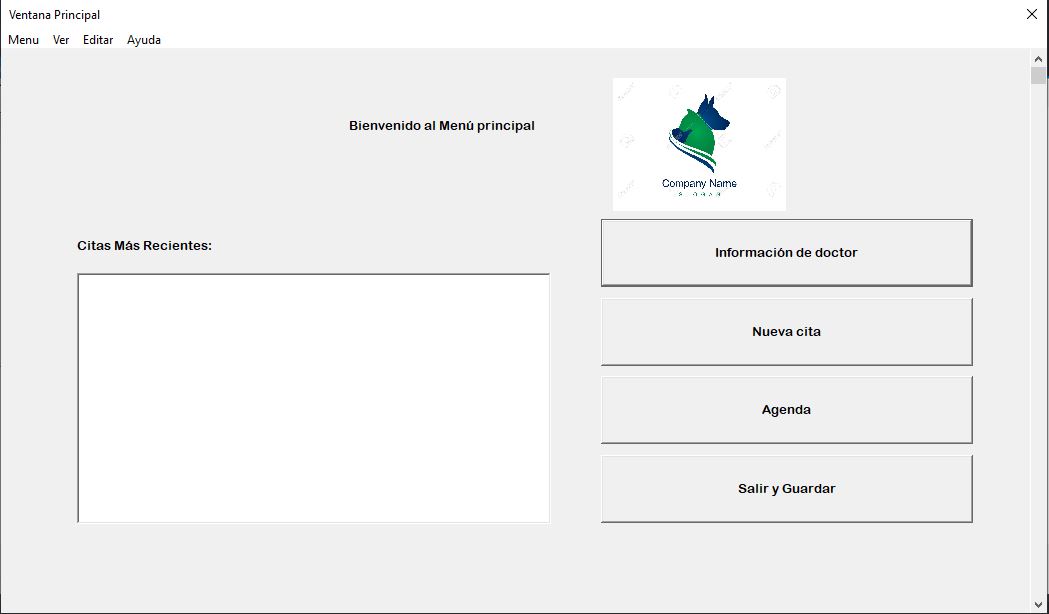 Ventana Principal
Menu Ver Editar Ayuda
Bienvenido al Menú principal
Company Name
Citas Más Recientes:
Información de doctor
Nueva cita
Agenda
Salir y Guardar